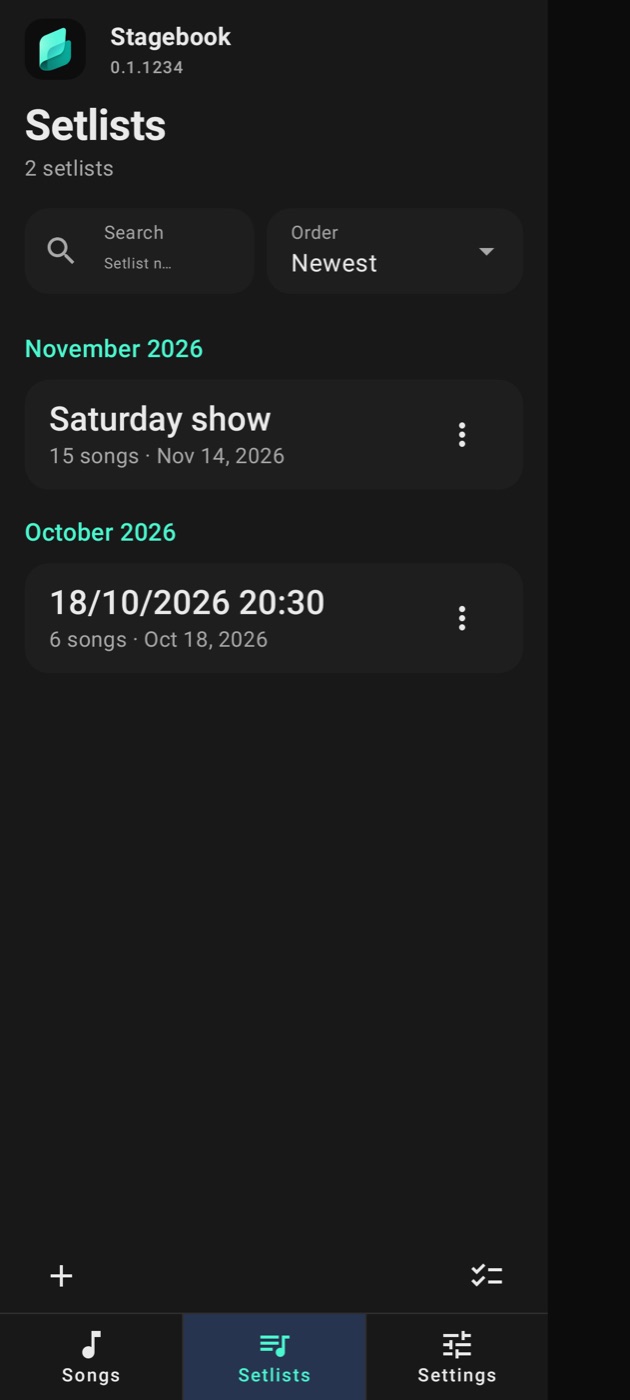 Stagebook
0.1.1234
Setlists
2 setlists
Search
Setlist n…
Order
Newest
November 2026
Saturday show
15 songs · Nov 14, 2026
October 2026
18/10/2026 20:30
6 songs · Oct 18, 2026
Songs
Setlists
Settings